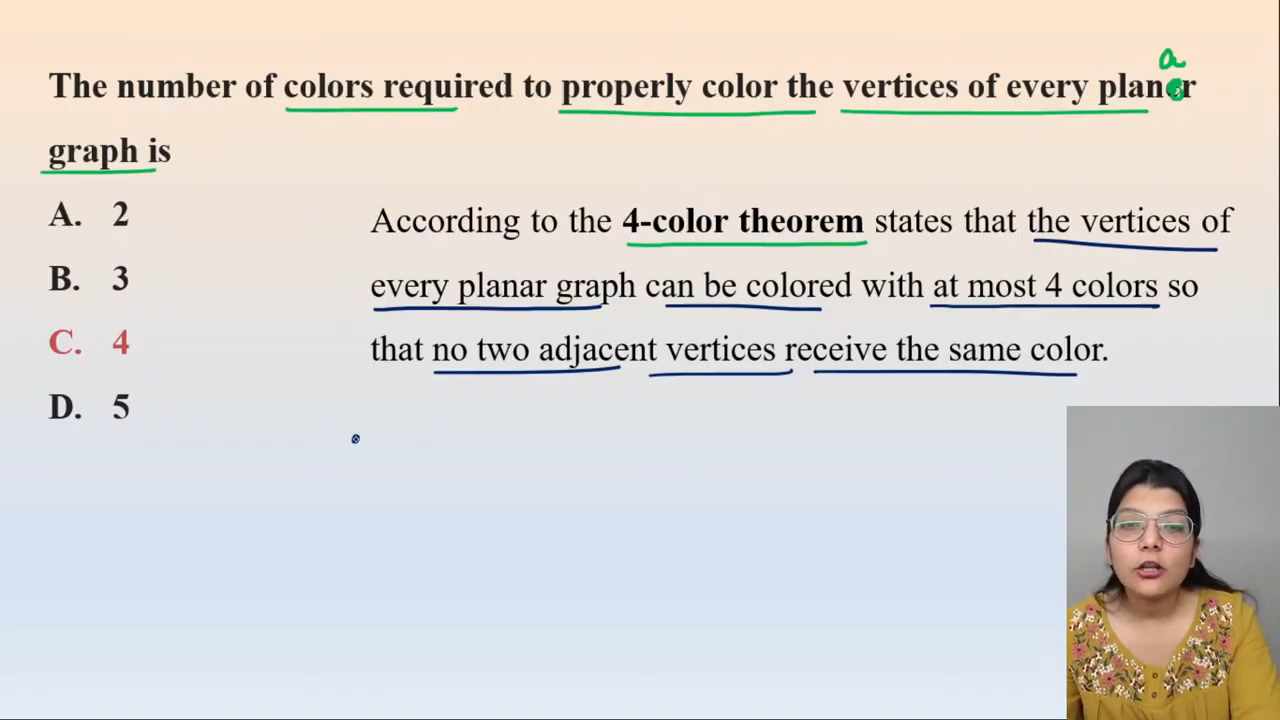 a
The number of colors required to properly color the vertices of every planer
graph is
A. 2
According to the 4-color theorem states that the vertices of
B. 3
every planar graph can be colored with at most 4 colors so
C. 4
that no two adjacent vertices receive the same color.
D. 5